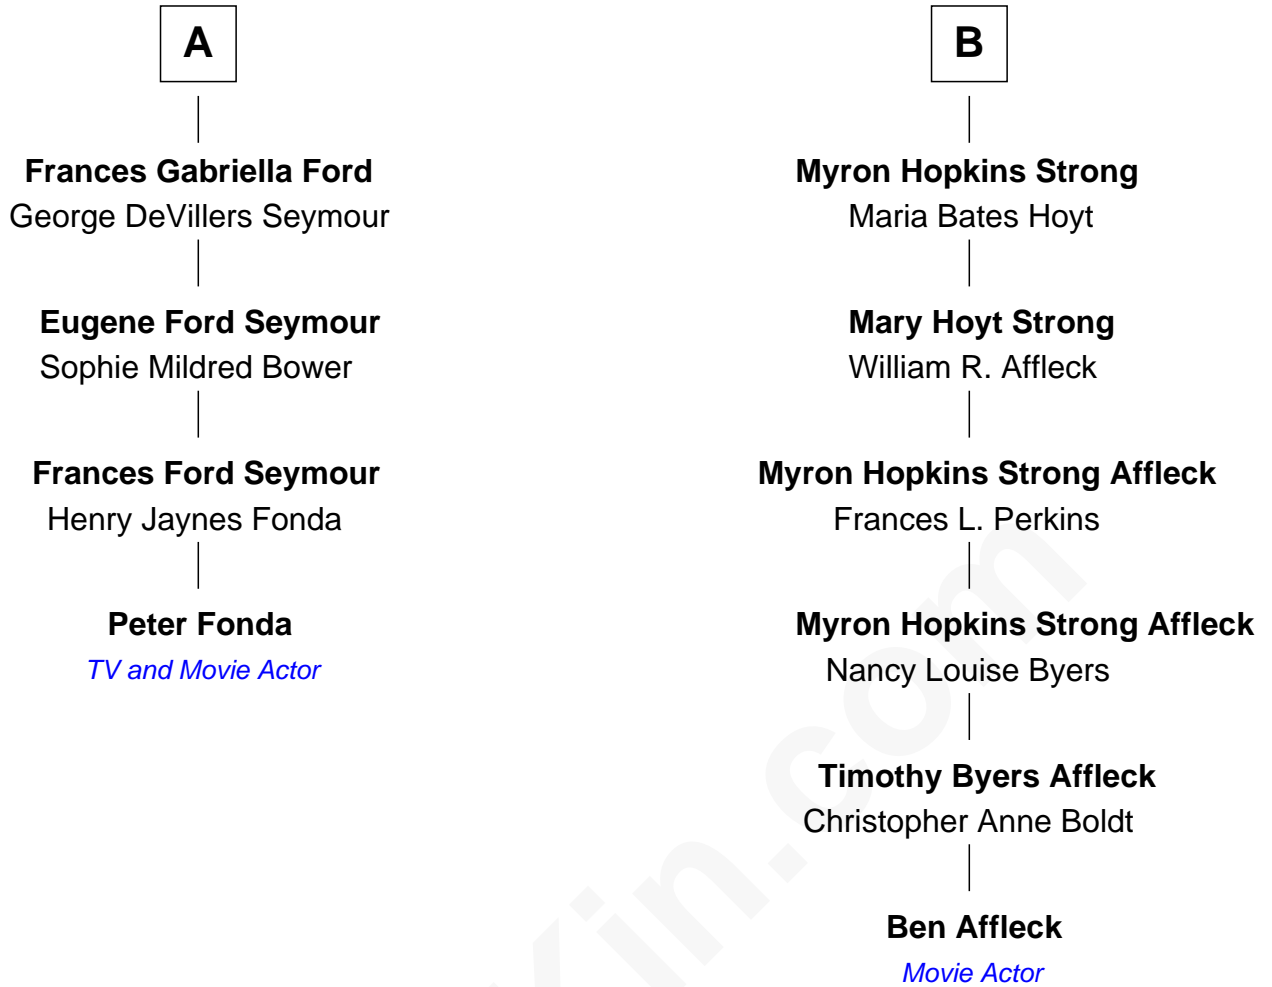 A
B
Frances Gabriella Ford
George DeVillers Seymour
Myron Hopkins Strong
Maria Bates Hoyt
Eugene Ford Seymour
Sophie Mildred Bower
Mary Hoyt Strong
William R. Affleck
Frances Ford Seymour
Henry Jaynes Fonda
Myron Hopkins Strong Affleck
Frances L. Perkins
Peter Fonda
TV and Movie Actor
Myron Hopkins Strong Affleck
Nancy Louise Byers
Timothy Byers Affleck
Christopher Anne Boldt
Ben Affleck
Movie Actor